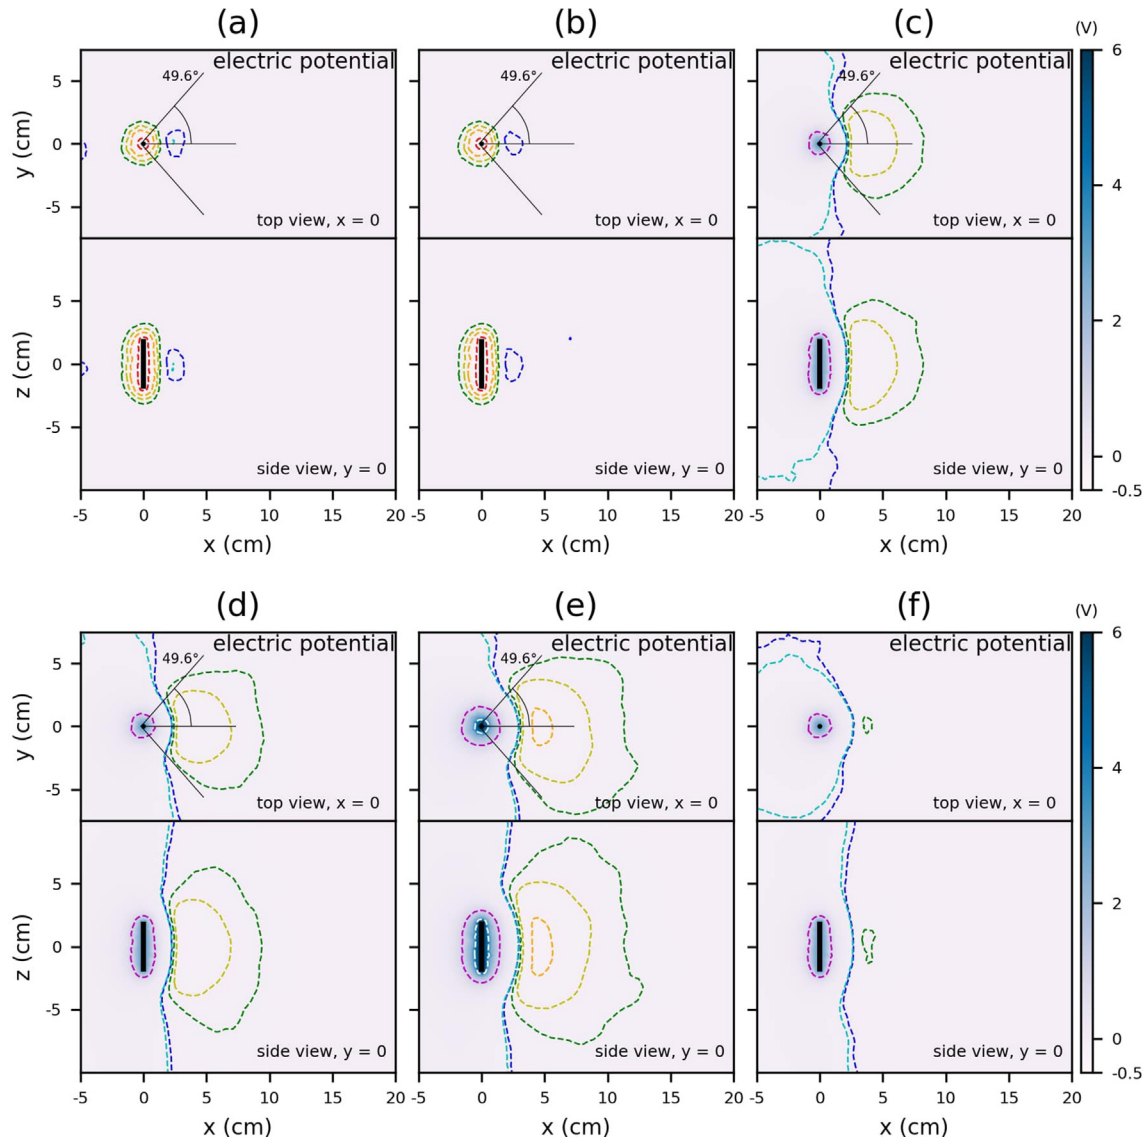 (a)
(b)
(c)
(V)
electric potential
49.6°
electric potential
49.6°
electric potential
49.6°
5
0
-5
y (cm)
top view, x = 0
top view, x = 0
top view, x = 0
5
0
-5
z (cm)
side view, y = 0
side view, y = 0
side view, y = 0
6
4
2
0
-0.5
-5 0 5 10 15 20
-5 0 5 10 15 20
-5 0 5 10 15 20
x (cm)
x (cm)
x (cm)
(d)
(e)
(f)
(V)
electric potential
49.6°
electric potential
49.6°
electric potential
5
0
-5
y (cm)
top view, x = 0
top view, x = 0
top view, x = 0
5
0
-5
z (cm)
side view, y = 0
side view, y = 0
side view, y = 0
6
4
2
0
-0.5
-5 0 5 10 15 20
-5 0 5 10 15 20
-5 0 5 10 15 20
x (cm)
x (cm)
x (cm)